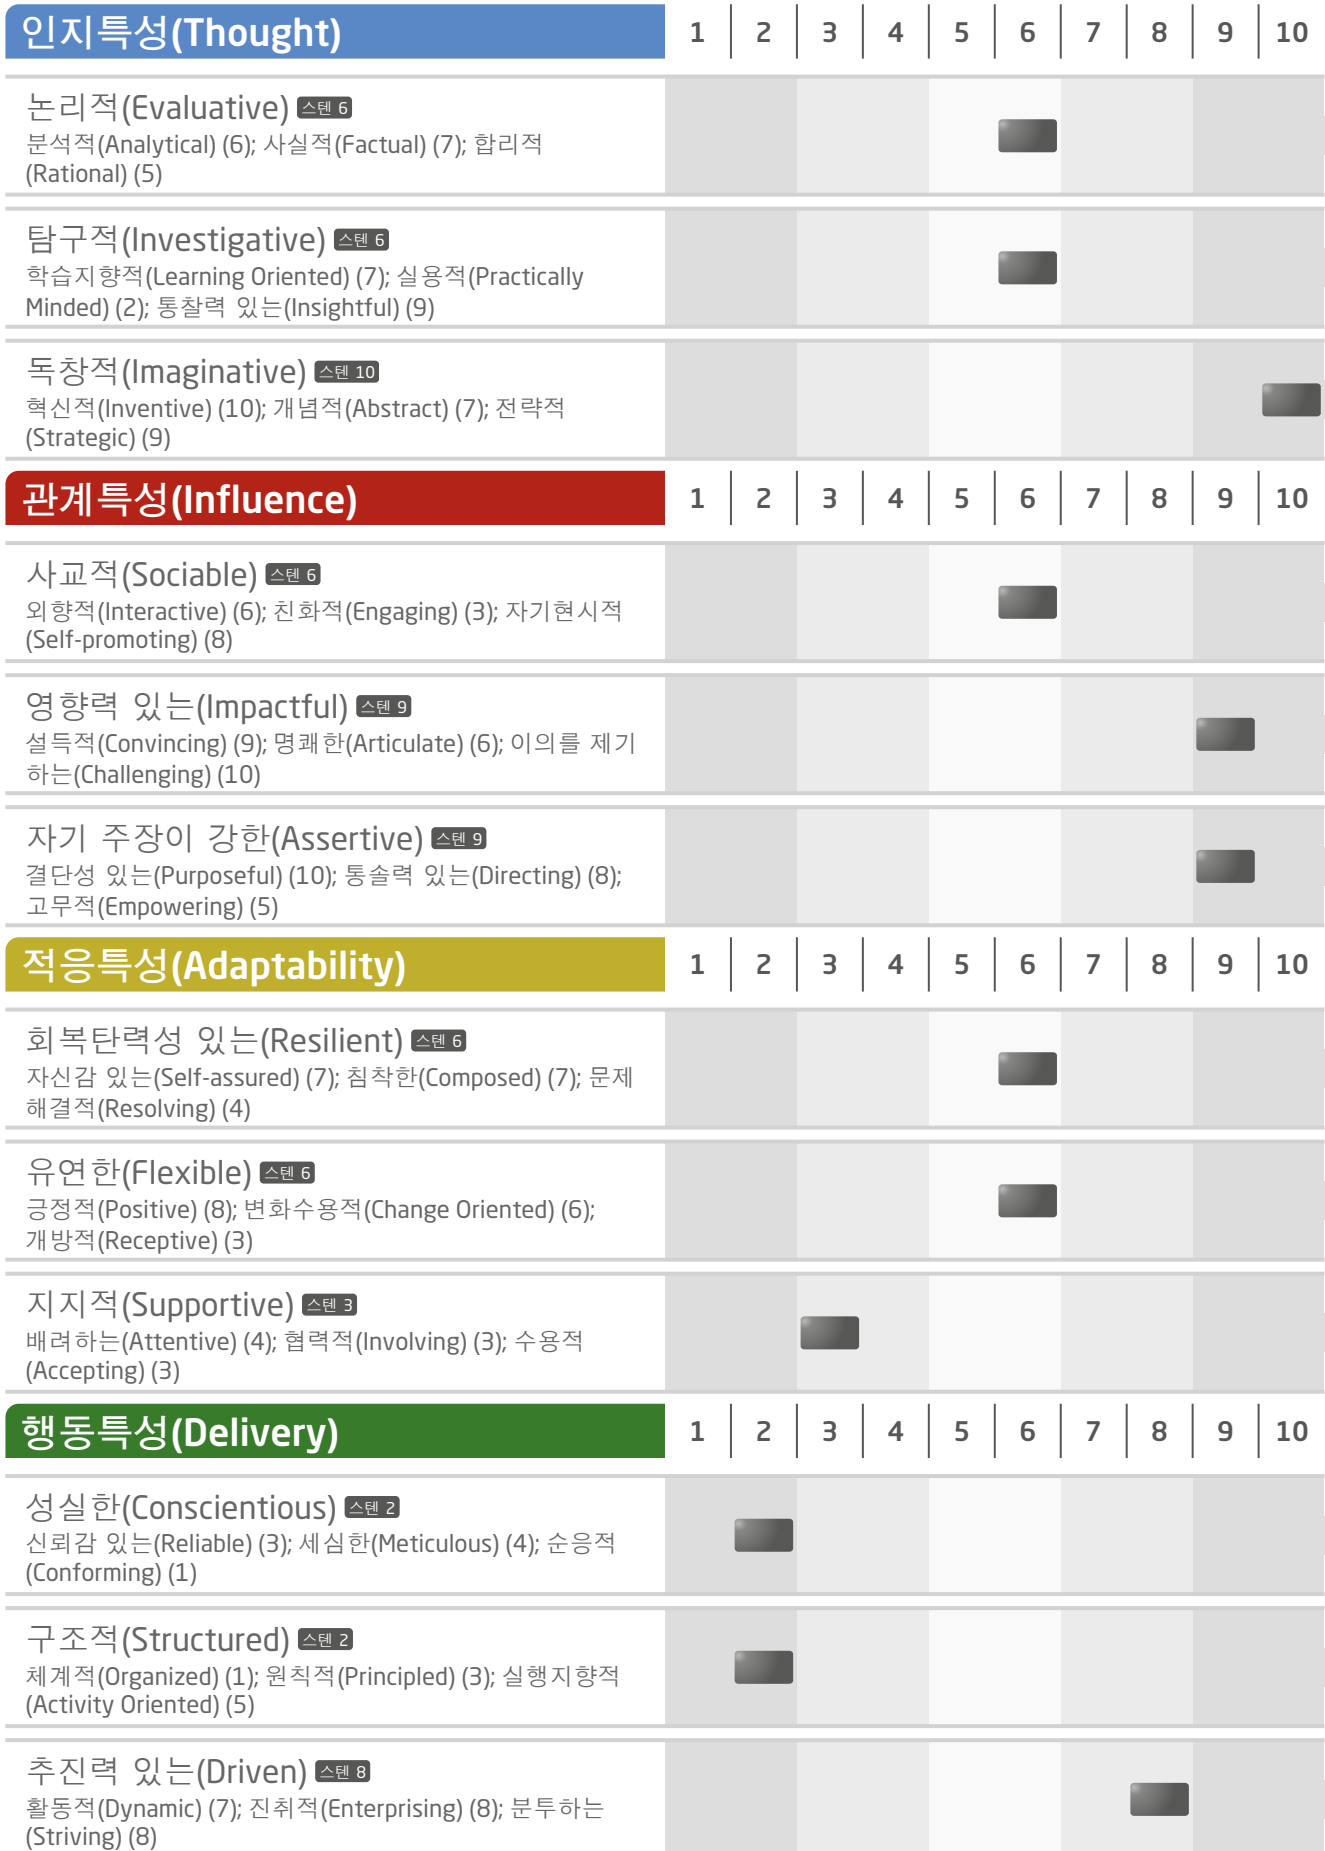 인지특성(Thought) 1 2 3 4 5 6 7 8 9 10
논리적(Evaluative) 스텐 6
분석적(Analytical) (6); 사실적(Factual) (7); 합리적
(Rational) (5)
탐구적(Investigative) 스텐 6
학습지향적(Learning Oriented) (7); 실용적(Practically
Minded) (2); 통찰력 있는(Insightful) (9)
독창적(Imaginative) 스텐 10
혁신적(Inventive) (10); 개념적(Abstract) (7); 전략적
(Strategic) (9)
관계특성(Influence) 1 2 3 4 5 6 7 8 9 10
사교적(Sociable) 스텐 6
외향적(Interactive) (6); 친화적(Engaging) (3); 자기현시적
(Self-promoting) (8)
영향력 있는(Impactful) 스텐 9
설득적(Convincing) (9); 명쾌한(Articulate) (6); 이의를 제기
하는(Challenging) (10)
자기 주장이 강한(Assertive) 스텐 9
결단성 있는(Purposeful) (10); 통솔력 있는(Directing) (8);
고무적(Empowering) (5)
적응특성(Adaptability) 1 2 3 4 5 6 7 8 9 10
회복탄력성 있는(Resilient) 스텐 6
자신감 있는(Self-assured) (7); 침착한(Composed) (7); 문제
해결적(Resolving) (4)
유연한(Flexible) 스텐 6
긍정적(Positive) (8); 변화수용적(Change Oriented) (6);
개방적(Receptive) (3)
지지적(Supportive) 스텐 3
배려하는(Attentive) (4); 협력적(Involving) (3); 수용적
(Accepting) (3)
행동특성(Delivery) 1 2 3 4 5 6 7 8 9 10
성실한(Conscientious) 스텐 2
신뢰감 있는(Reliable) (3); 세심한(Meticulous) (4); 순응적
(Conforming) (1)
구조적(Structured) 스텐 2
체계적(Organized) (1); 원칙적(Principled) (3); 실행지향적
(Activity Oriented) (5)
추진력 있는(Driven) 스텐 8
활동적(Dynamic) (7); 진취적(Enterprising) (8); 분투하는
(Striving) (8)